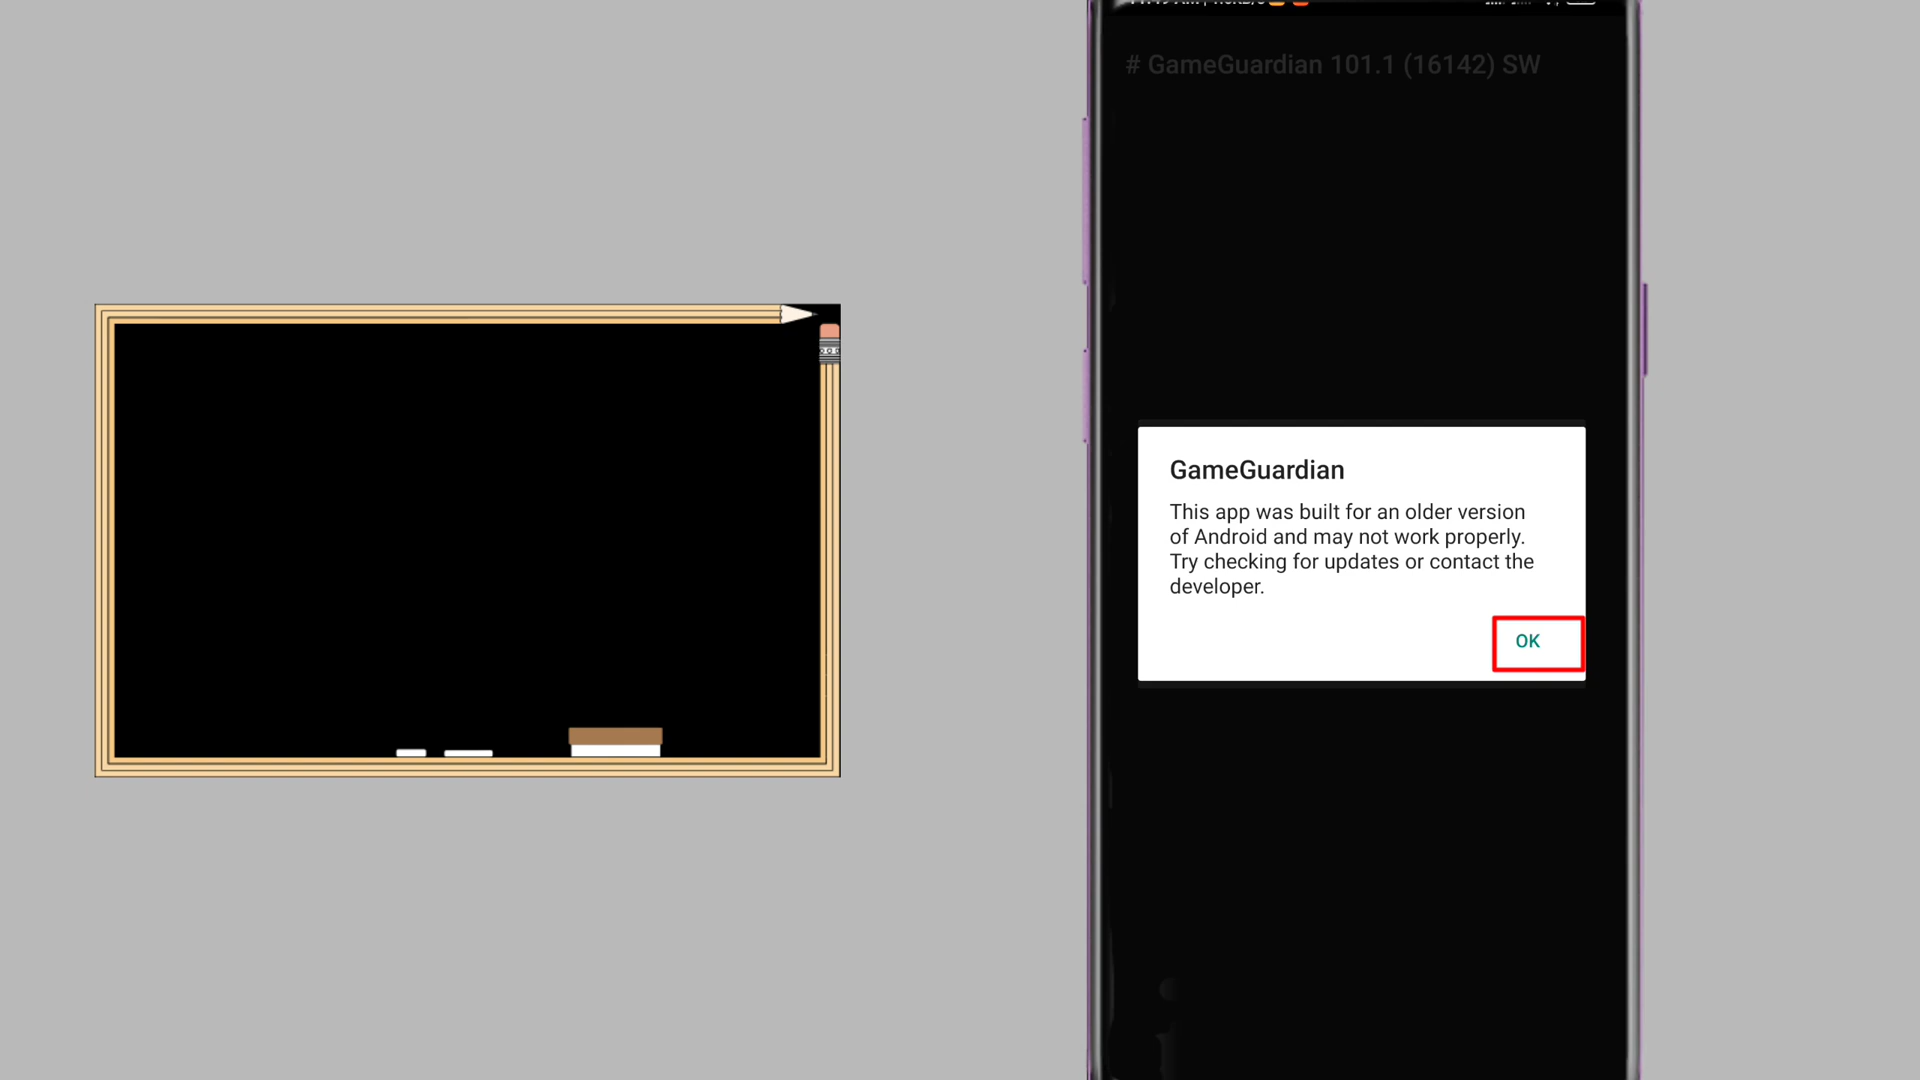 # GameGuardian 101.1 (16142) SW
GameGuardian
This app was built for an older version
of Android and may not work properly.
Try checking for updates or contact the
developer.
OK